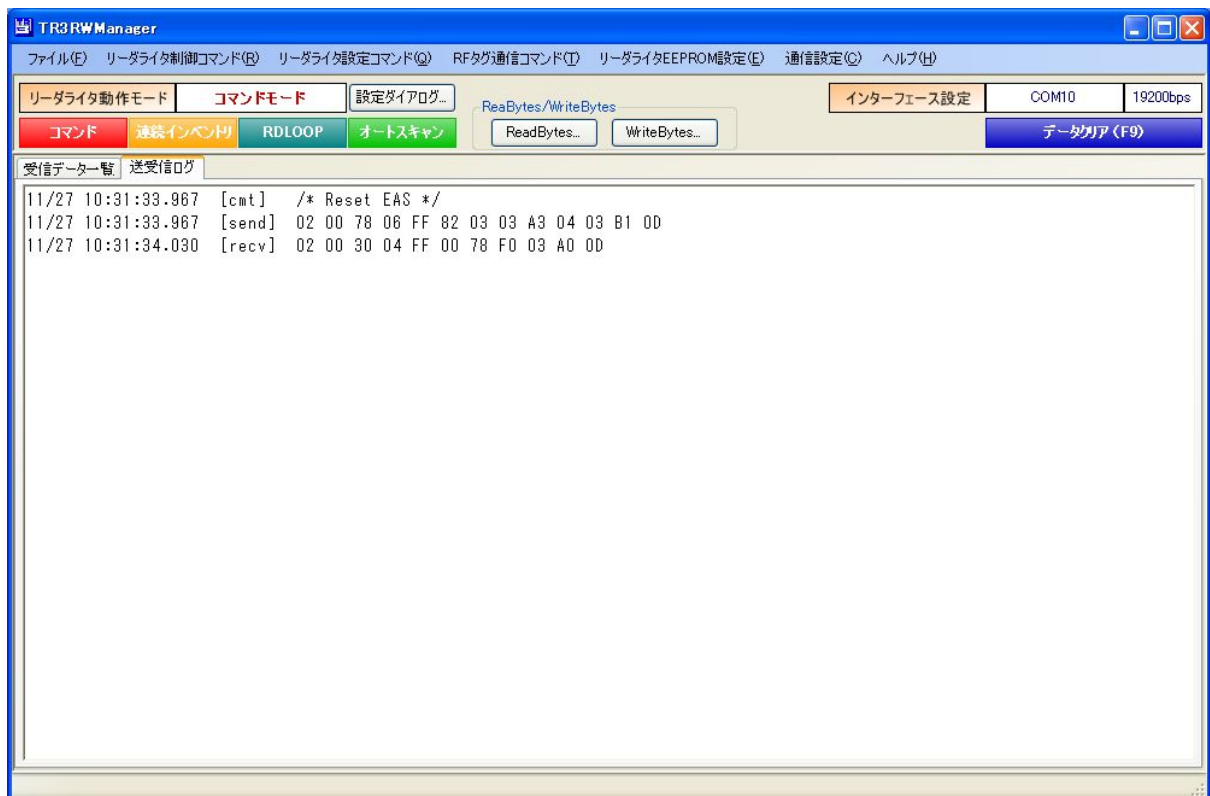 TR3RWManager
ファイル(F) リーダライタ制御コマンド(R) リーダライタ設定コマンド(Q) RFタグ通信コマンド(T) リーダライタEEPROM設定(E) 通信設定(C) ヘルプ(H)
リーダライタ動作モード コマンドモード 設定ダイアログ... ReaBytes/WriteBytes インターフェース設定 COM10 19200bps
コマンド 連続インベントリ RDLOOP オートスキャン ReadBytes... WriteBytes... データクリア(F9)
受信データ一覧 送受信ログ
11/27 10:31:33.967 [cmt] /* Reset EAS */
11/27 10:31:33.967 [send] 02 00 78 06 FF 82 03 03 A3 04 03 B1 0D
11/27 10:31:34.030 [recv] 02 00 30 04 FF 00 78 F0 03 A0 0D